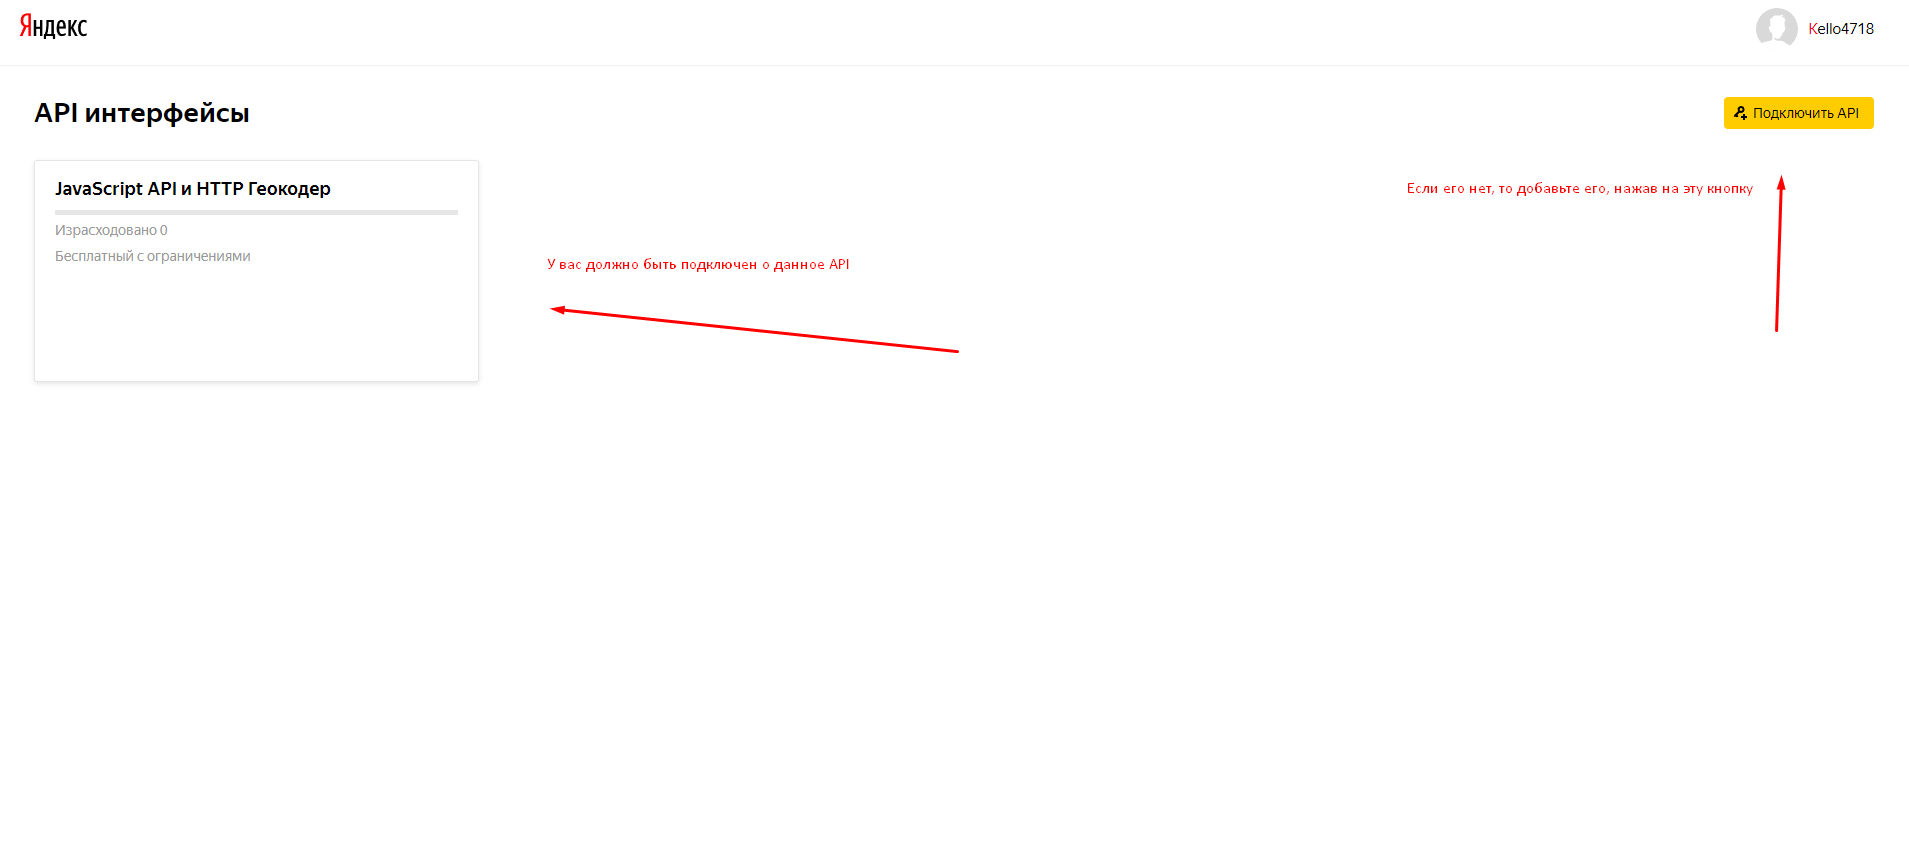 Яндекс
Kello4718
API интерфейсы
Подключить API
JavaScript API и HTTP Геокодер
Израсходовано 0
Бесплатный с ограничениями
Если его нет, то добавьте его, нажав на эту кнопку
У вас должно быть подключен о данное API